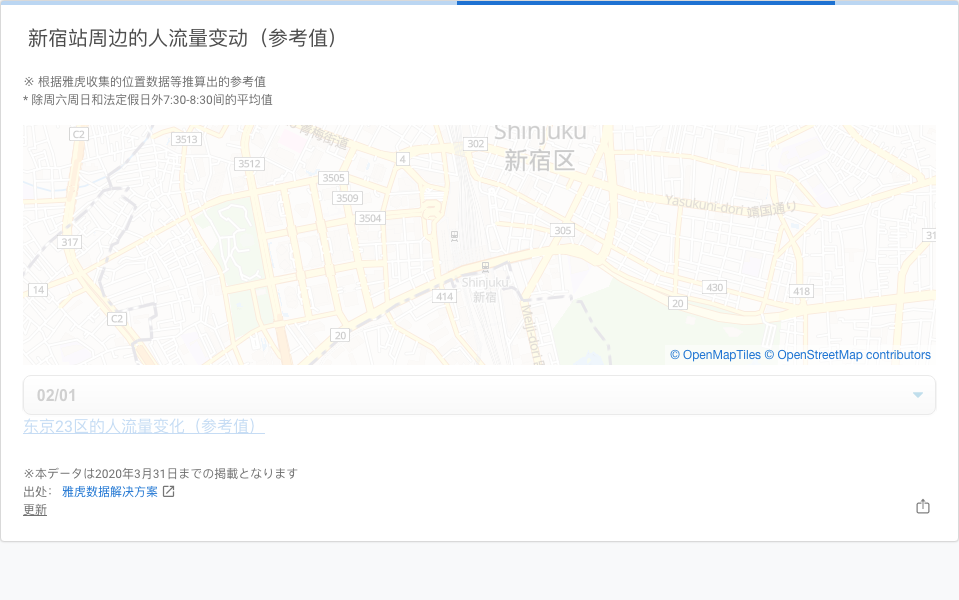 新宿站周边的人流量变动（参考值）
※ 根据雅虎收集的位置数据等推算出的参考值
* 除周六周日和法定假日外7:30-8:30间的平均值
C2
3513
青梅街道
302
Shinjuku
新宿区
3512
4
3505
3509
3504
Yasukuni-dori 靖国通り
305
31
317
14
414
Shinjuku
新宿
430
418
20
C2
20
Meiji-dori
© OpenMapTiles © OpenStreetMap contributors
02/01
东京23区的人流量变化（参考值）
※本データは2020年3月31日までの掲載となります
出处： 雅虎数据解决方案
更新